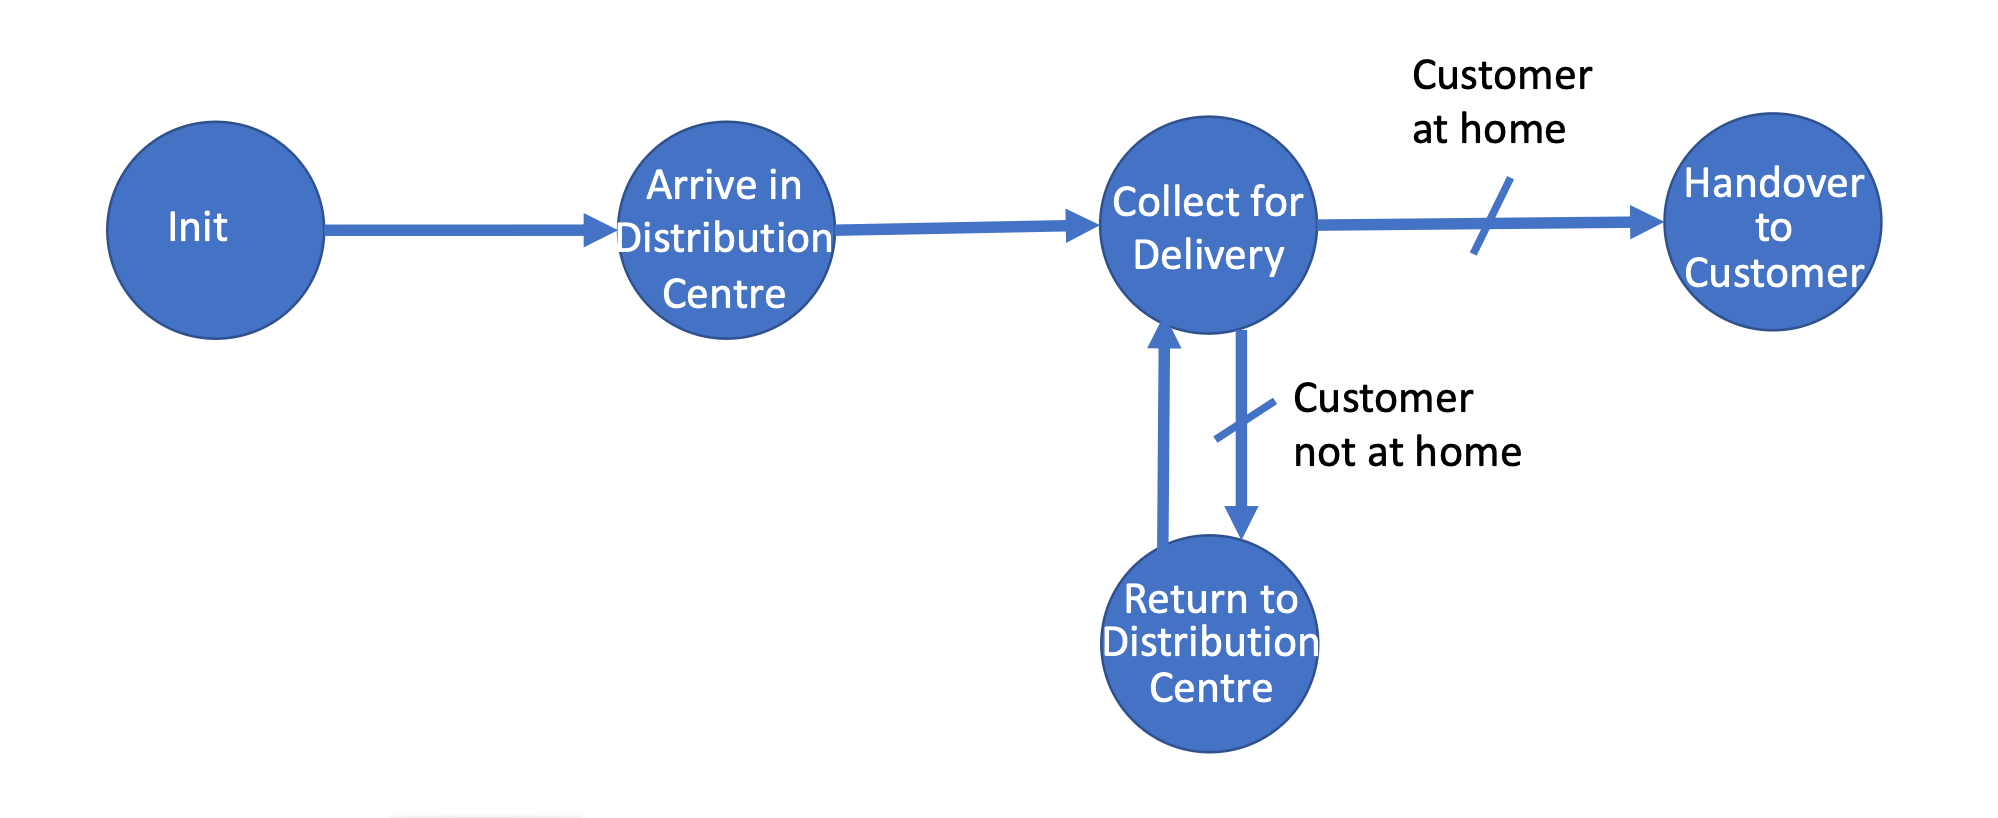 Init
Arrive in
Distribution
Centre
Collect for
Delivery
Customer
at home
Handover
to
Customer
Customer
not at home
Return to
Distribution
Centre